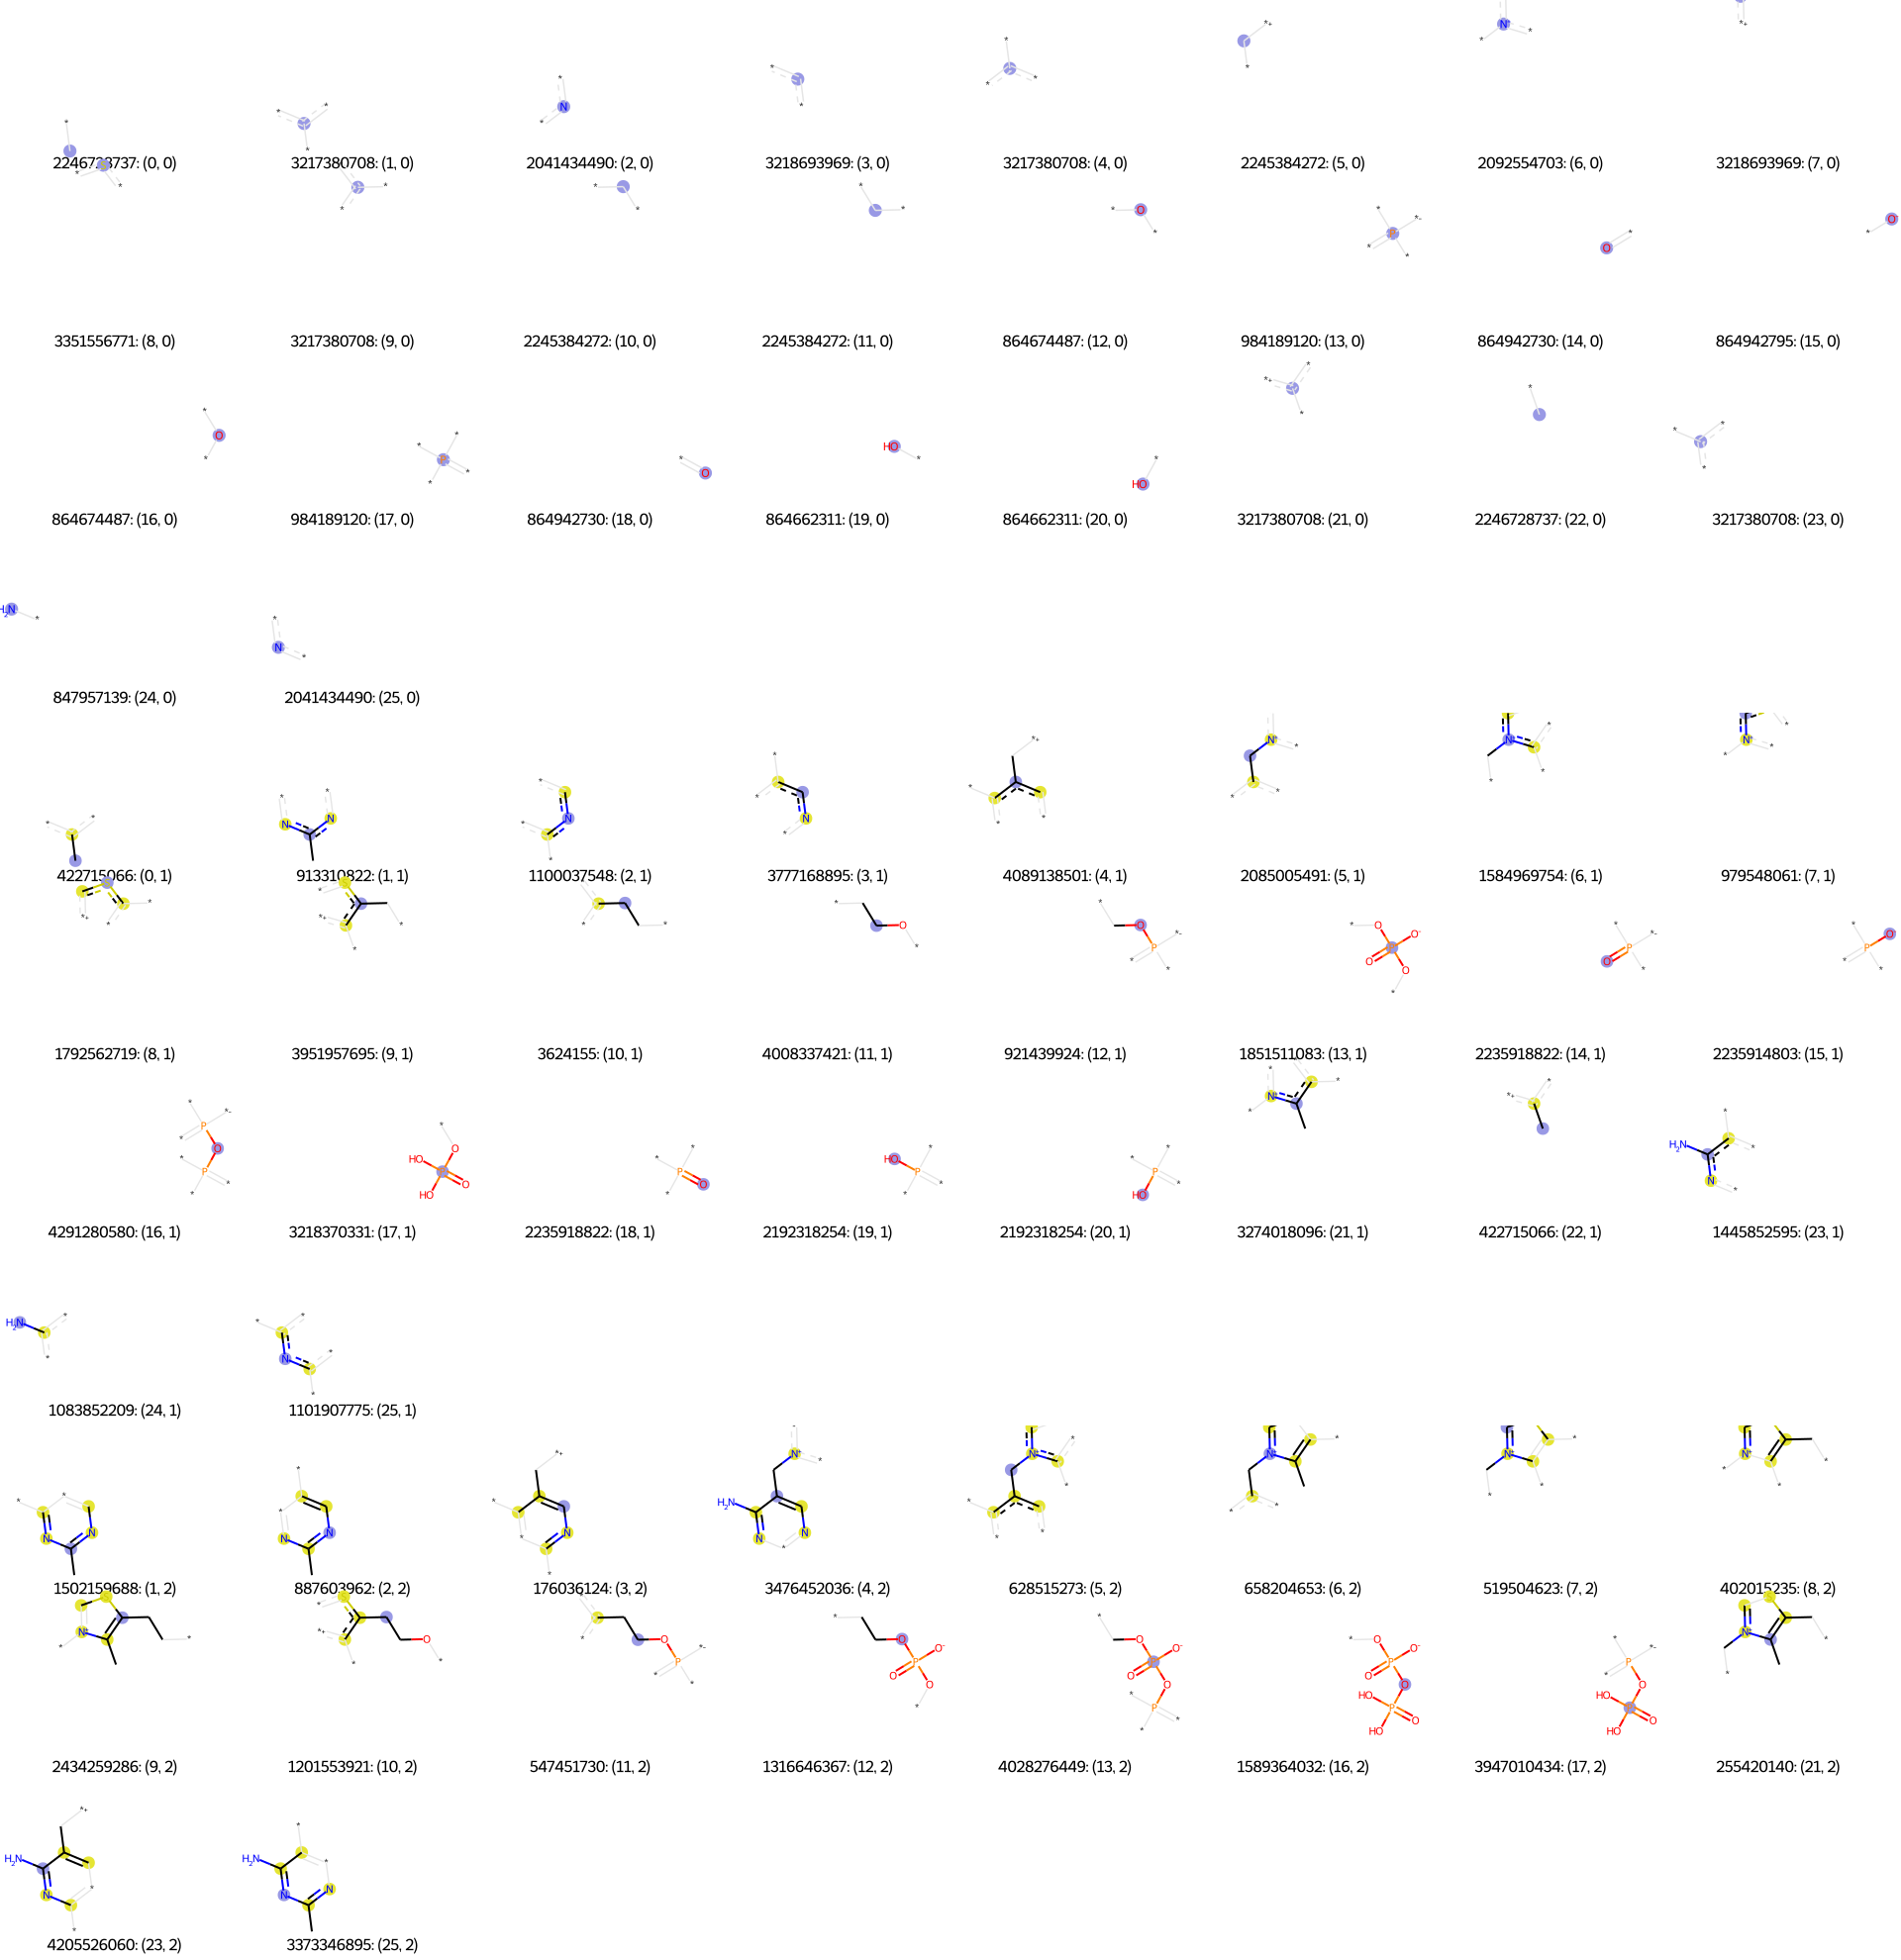 2246728737: (0, 0) 3217380708: (1, 0) 2041434490: (2, 0) 3218693969: (3, 0) 3217380708: (4, 0) 2245384272: (5, 0) 2092554703: (6, 0) 3218693969: (7, 0)
3351556771: (8, 0) 3217380708: (9, 0) 2245384272: (10, 0) 2245384272: (11, 0) 864674487: (12, 0) 984189120: (13, 0) 864942730: (14, 0) 864942795: (15, 0)
864674487: (16, 0) 984189120: (17, 0) 864942730: (18, 0) 864662311: (19, 0) 864662311: (20, 0) 3217380708: (21, 0) 2246728737: (22, 0) 3217380708: (23, 0)
847957139: (24, 0) 2041434490: (25, 0)
422715066: (0, 1) 913310822: (1, 1) 1100037548: (2, 1) 3777168895: (3, 1) 4089138501: (4, 1) 2085005491: (5, 1) 1584969754: (6, 1) 979548061: (7, 1)
1792562719: (8, 1) 3951957695: (9, 1) 3624155: (10, 1) 4008337421: (11, 1) 921439924: (12, 1) 1851511083: (13, 1) 2235918822: (14, 1) 2235914803: (15, 1)
4291280580: (16, 1) 3218370331: (17, 1) 2235918822: (18, 1) 2192318254: (19, 1) 2192318254: (20, 1) 3274018096: (21, 1) 422715066: (22, 1) 1445852595: (23, 1)
1083852209: (24, 1) 1101907775: (25, 1)
1502159688: (1, 2) 887603962: (2, 2) 176036124: (3, 2) 3476452036: (4, 2) 628515273: (5, 2) 658204653: (6, 2) 519504623: (7, 2) 402015235: (8, 2)
2434259286: (9, 2) 1201553921: (10, 2) 547451730: (11, 2) 1316646367: (12, 2) 4028276449: (13, 2) 1589364032: (16, 2) 3947010434: (17, 2) 255420140: (21, 2)
4205526060: (23, 2) 3373346895: (25, 2)